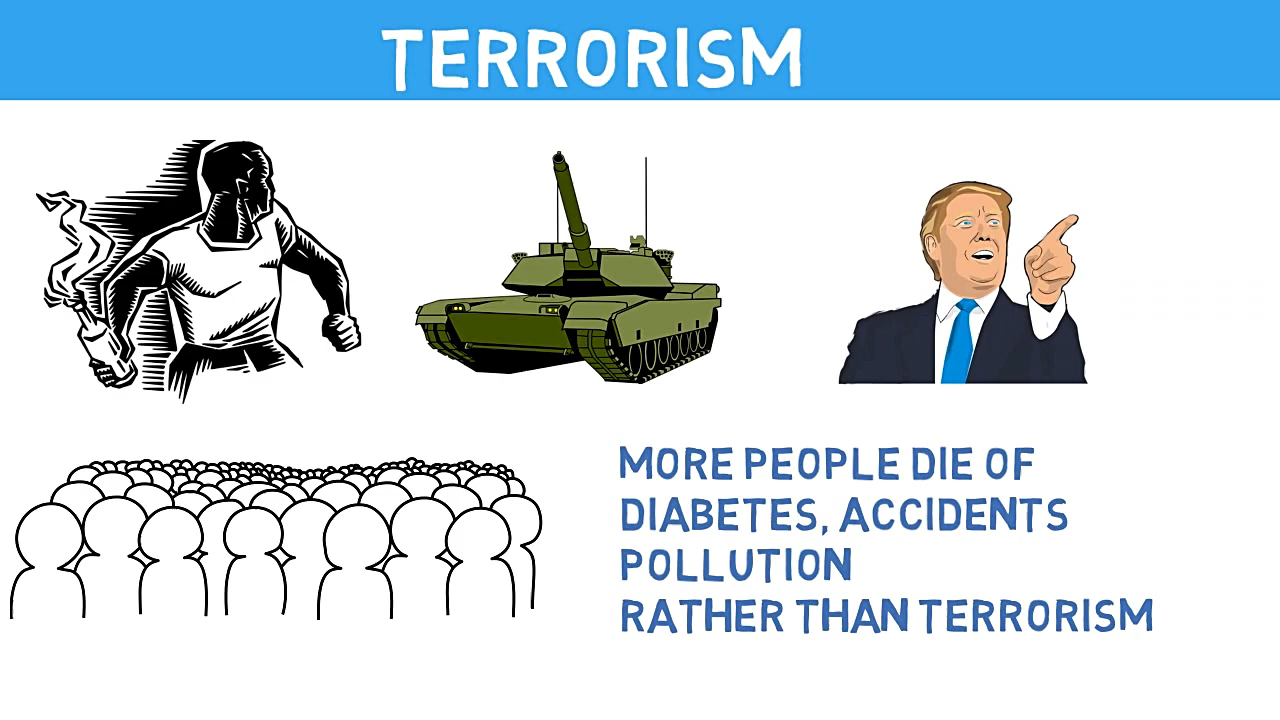 TERRORISM
MORE PEOPLE DIE OF
DIABETES, ACCIDENTS
POLLUTION
RATHER THAN TERRORISM